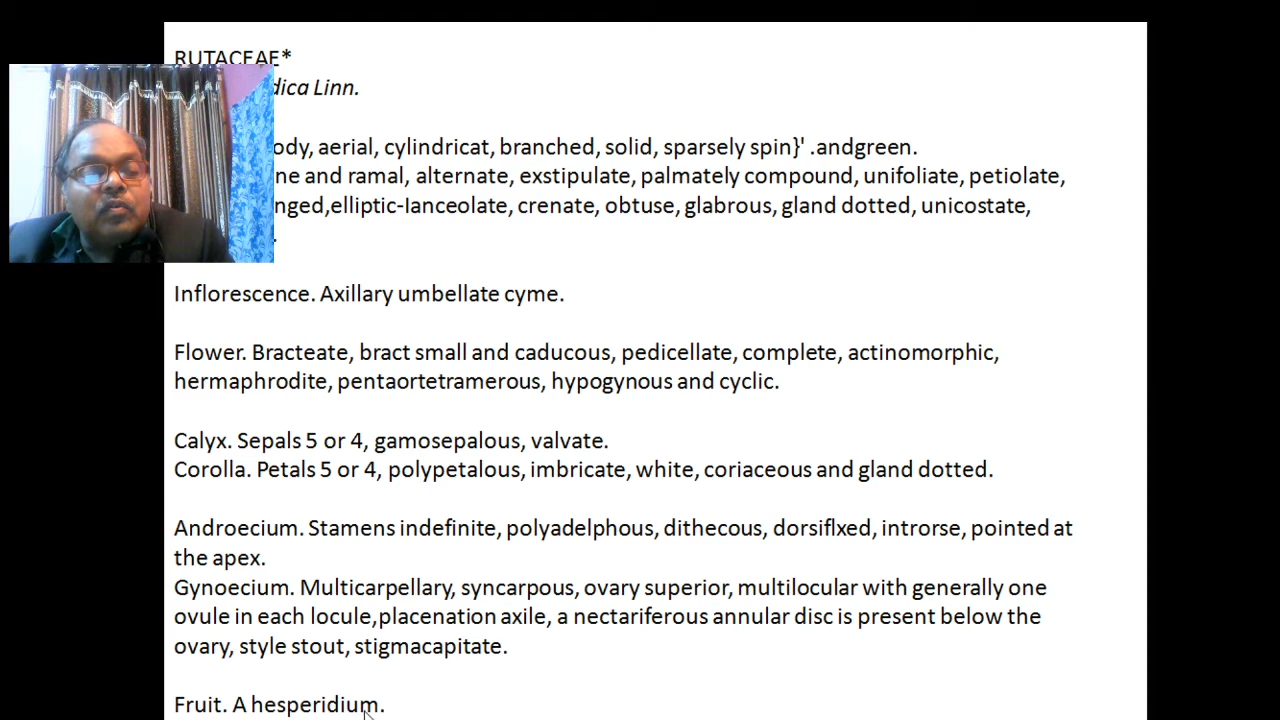 RUTACEAE*
dica Linn.
ody, aerial, cylindricat, branched, solid, sparsely spin}' .andgreen.
ne and ramal, alternate, exstipulate, palmately compound, unifoliate, petiolate,
nged,elliptic-Ianceolate, crenate, obtuse, glabrous, gland dotted, unicostate,
.
Inflorescence. Axillary umbellate cyme.
Flower. Bracteate, bract small and caducous, pedicellate, complete, actinomorphic,
hermaphrodite, pentaortetramerous, hypogynous and cyclic.
Calyx. Sepals 5 or 4, gamosepalous, valvate.
Corolla. Petals 5 or 4, polypetalous, imbricate, white, coriaceous and gland dotted.
Androecium. Stamens indefinite, polyadelphous, dithecous, dorsiflxed, introrse, pointed at
the apex.
Gynoecium. Multicarpellary, syncarpous, ovary superior, multilocular with generally one
ovule in each locule,placenation axile, a nectariferous annular disc is present below the
ovary, style stout, stigmacapitate.
Fruit. A hesperidium.